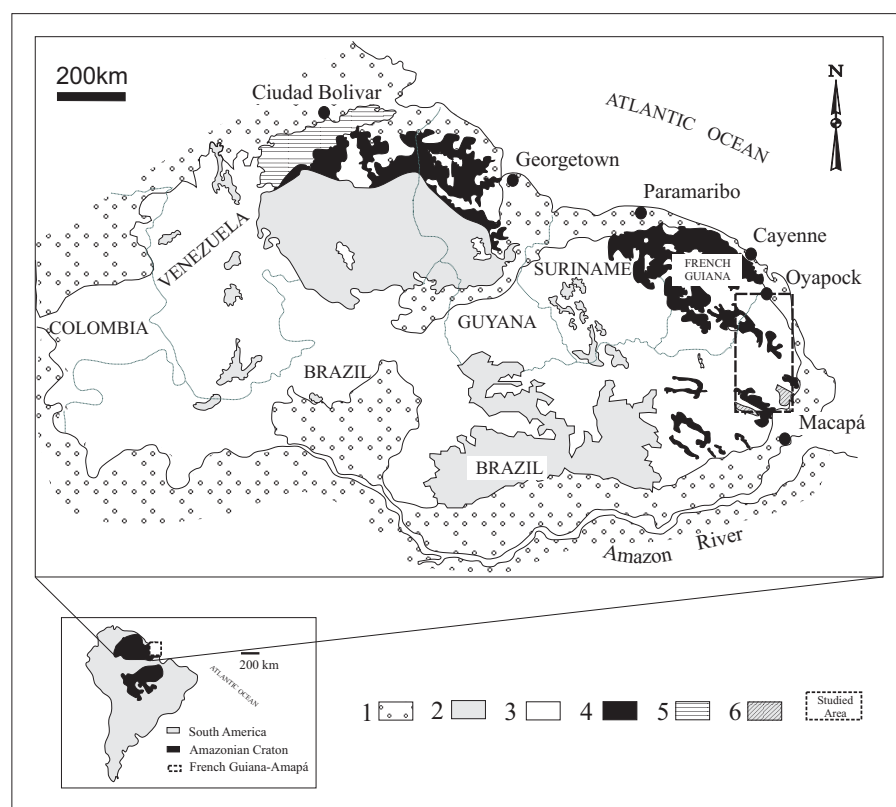 200km
N
Ciudad Bolivar
ATLANTIC OCEAN
Georgetown
Paramaribo
Cayenne
VENEZUELA
SURINAME
FRENCH
GUIANA
Oyapock
COLOMBIA
GUYANA
BRAZIL
Macapá
BRAZIL
Amazon River
200 km
ATLANTIC OCEAN
South America
Amazonian Craton
French Guiana-Amapá
1 2 3 4 5 6
Studied
Area